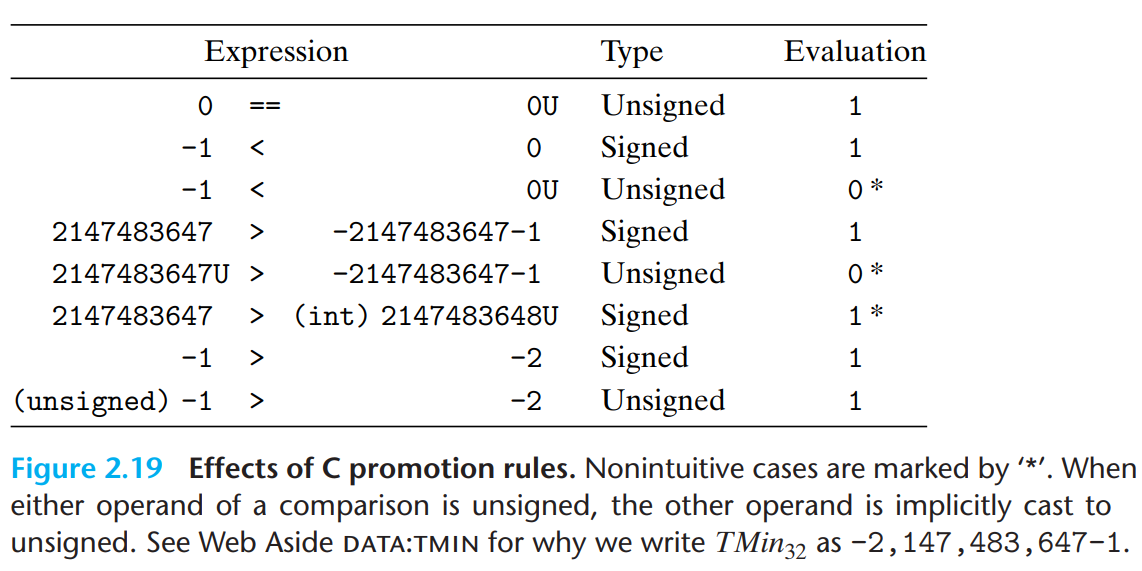 Expression Type Evaluation
0 == 0U Unsigned 1
-1 < 0 Signed 1
-1 < 0U Unsigned 0 *
2147483647 > -2147483647-1 Signed 1
2147483647U > -2147483647-1 Unsigned 0 *
2147483647 > (int) 2147483648U Signed 1 *
-1 > -2 Signed 1
(unsigned) -1 > -2 Unsigned 1
Figure 2.19 Effects of C promotion rules. Nonintuitive cases are marked by ‘*’. When
either operand of a comparison is unsigned, the other operand is implicitly cast to
unsigned. See Web Aside DATA:TMIN for why we write TMin32 as -2,147,483,647-1.